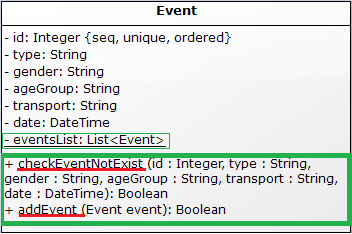 Event
- id: Integer {seq, unique, ordered}
- type: String
- gender: String
- ageGroup: String
- transport: String
- date: DateTime
- eventsList: List<Event>
+ checkEventNotExist (id : Integer, type : String,
gender : String, ageGroup : String, transport : String,
date : DateTime): Boolean
+ addEvent (Event event): Boolean